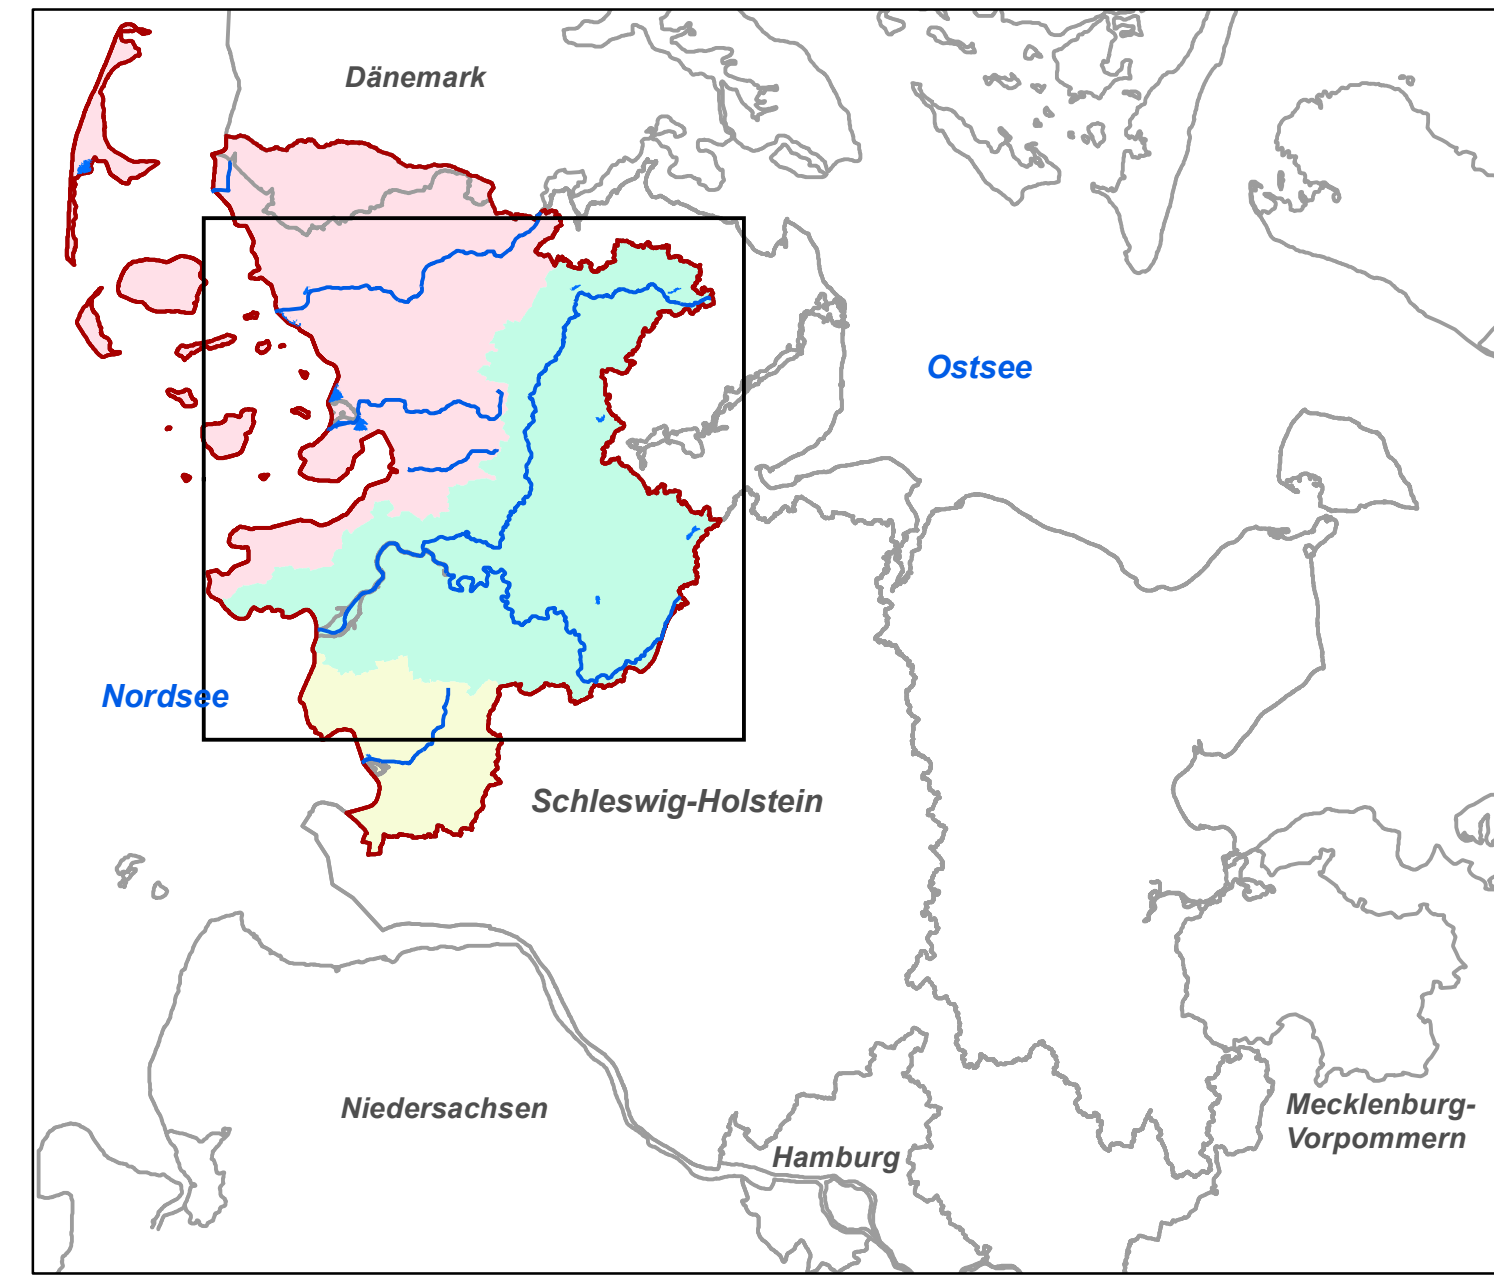 Dänemark
Ostsee
Nordsee
Schleswig-Holstein
Niedersachsen
Mecklenburg-
Vorpommern
Hamburg